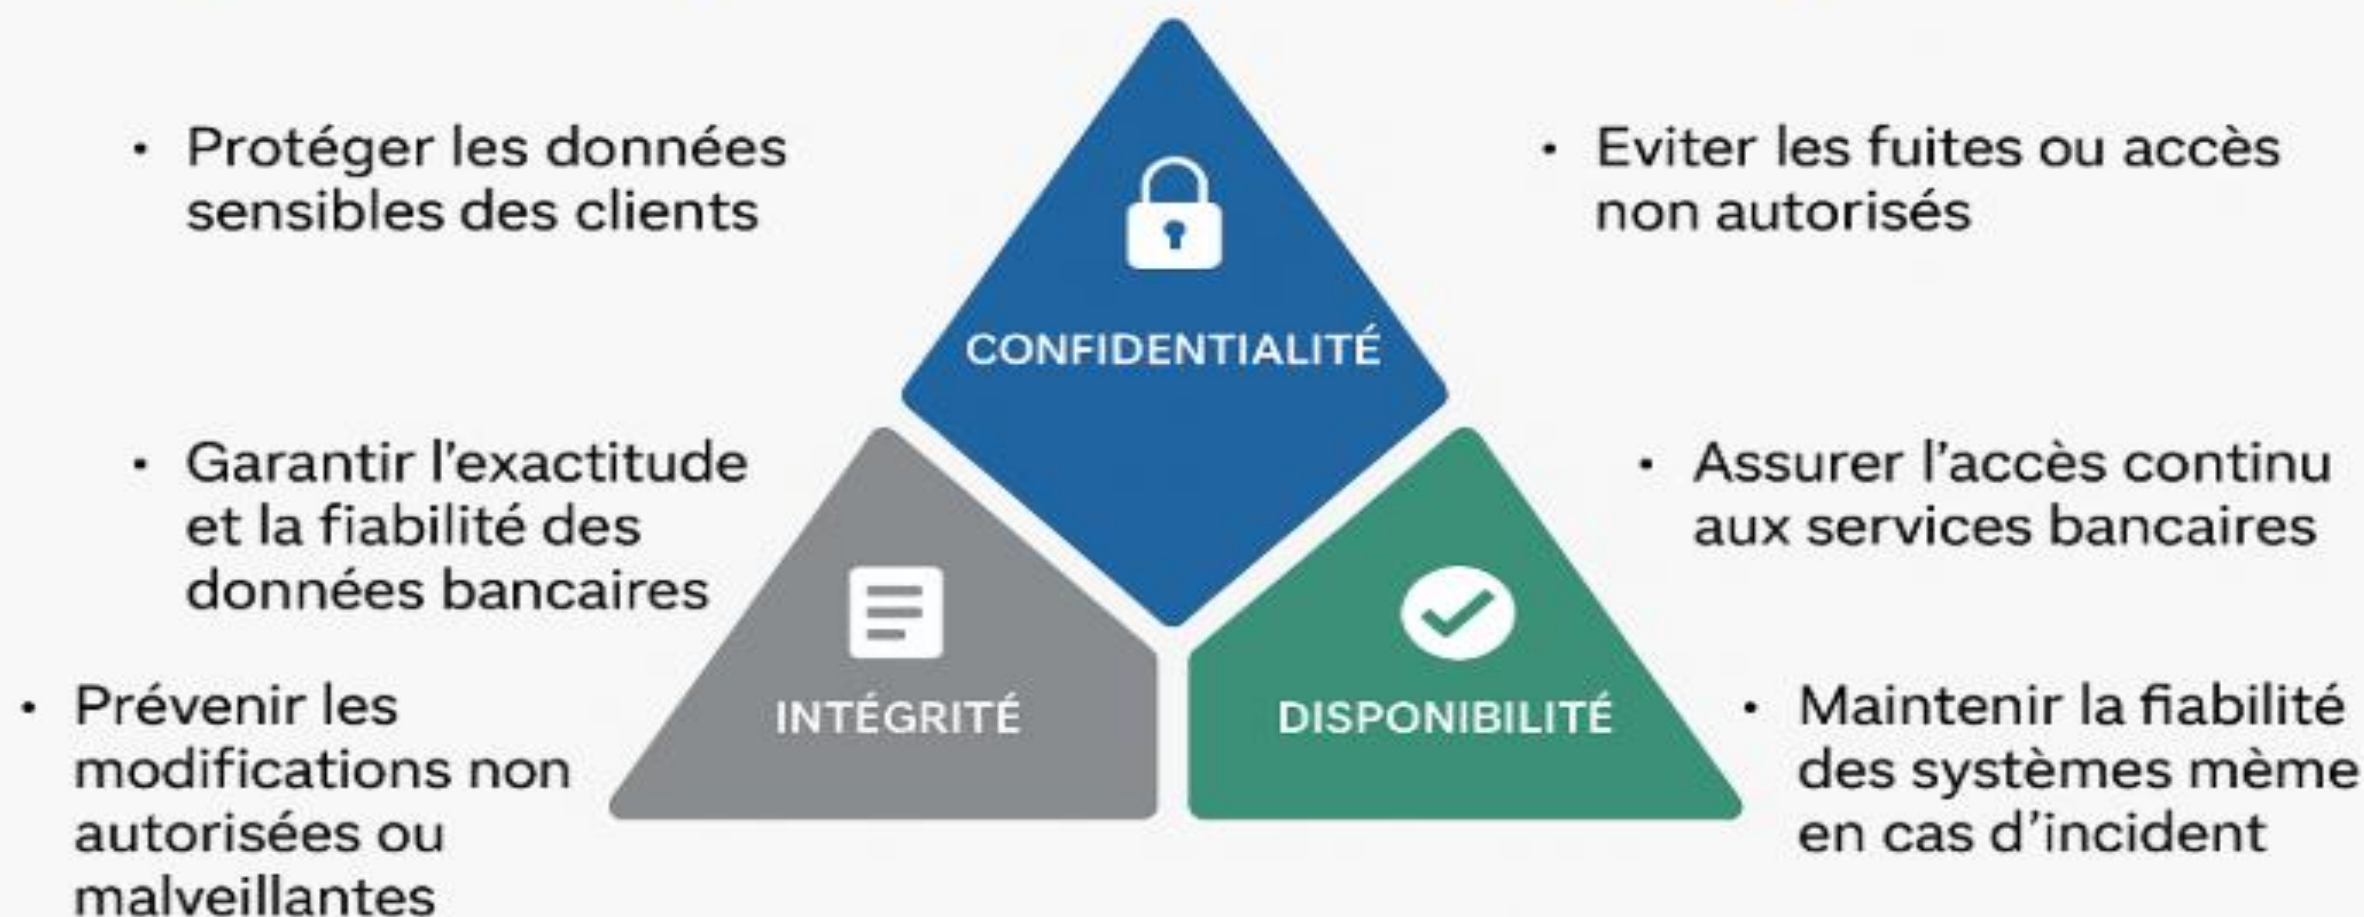 • Protéger les données
sensibles des clients
• Eviter les fuites ou accès
non autorisés
CONFIDENTIALITÉ
• Garantir l'exactitude
et la fiabilité des
données bancaires
• Assurer l'accès continu
aux services bancaires
• Prévenir les
modifications non
autorisées ou
malveillantes
INTÉGRITÉ
DISPONIBILITÉ
• Maintenir la fiabilité
des systèmes mème
en cas d'incident